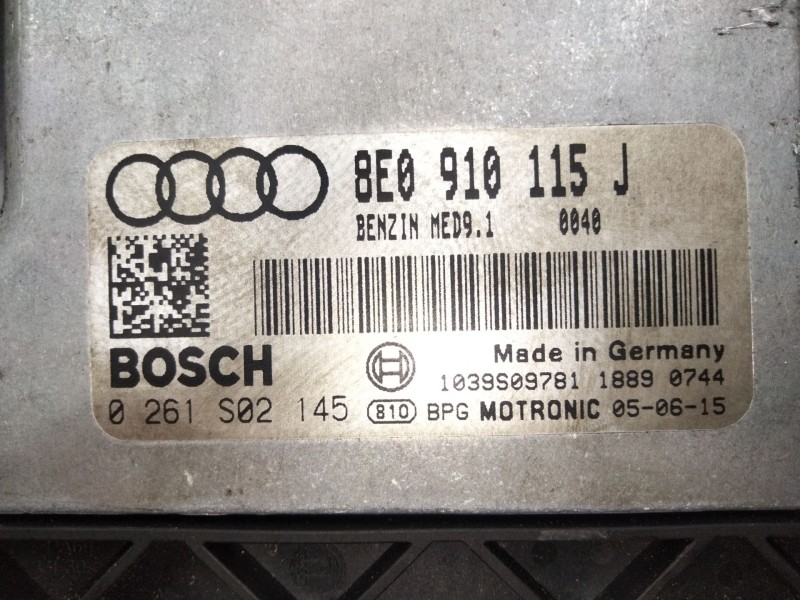 8E0 910 115 J
BENZIN MED9.1 0040
BOSCH
Made in Germany
1039S09781 1889 0744
0 261 S02 145 810 BPG MOTRONIC 05-06-15